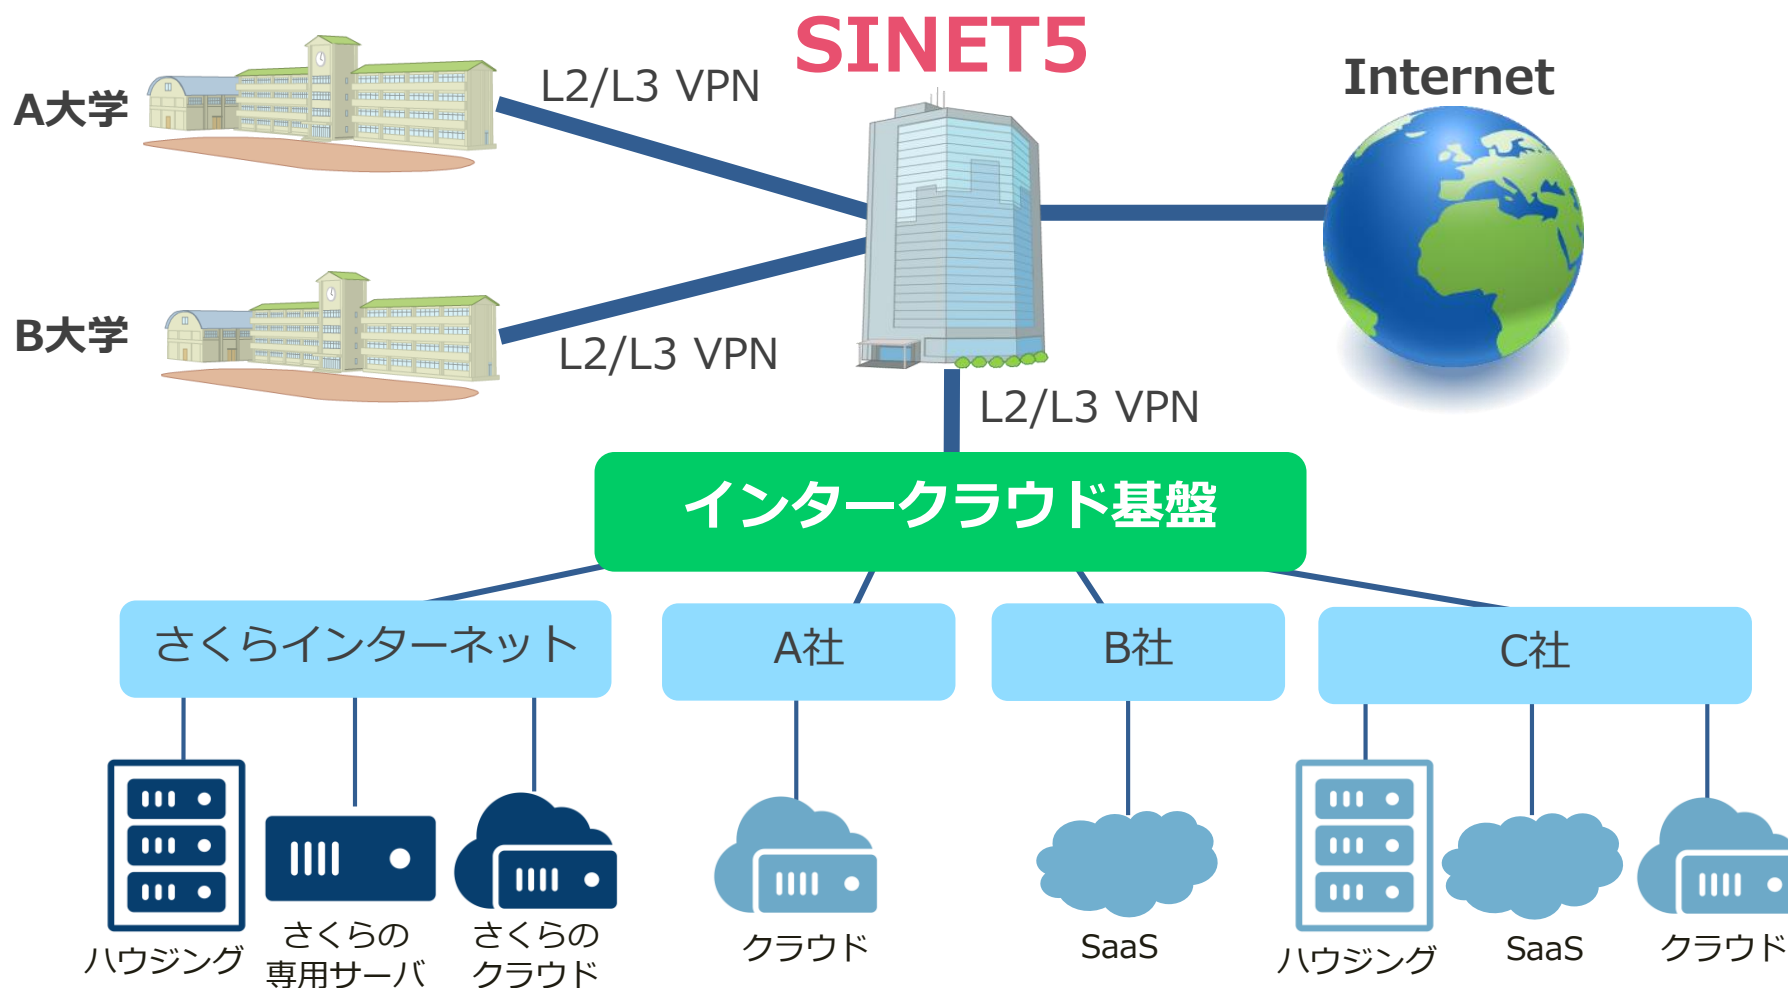 SINET5
Internet
A大学
L2/L3 VPN
B大学
L2/L3 VPN
L2/L3 VPN
インタークラウド基盤
さくらインターネット
A社
B社
C社
ハウジング
さくらの
専用サーバ
さくらの
クラウド
クラウド
SaaS
ハウジング
SaaS
クラウド